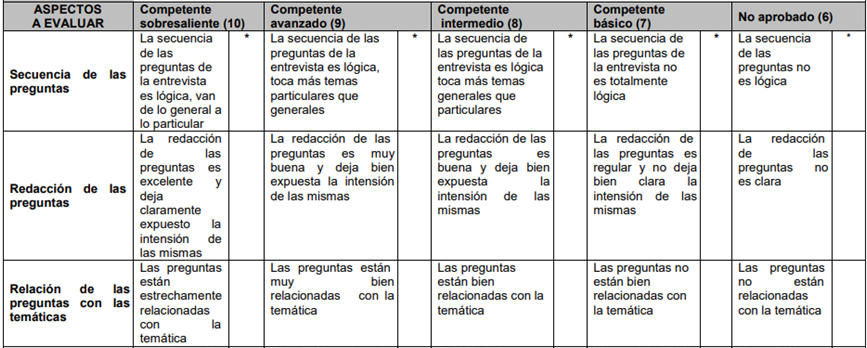 ASPECTOS
A EVALUAR
Competente
sobresaliente (10)
Competente
avanzado (9)
Competente
intermedio (8)
Competente
básico (7)
No aprobado (6)
Secuencia de las
preguntas
La secuencia
de las
preguntas de
la entrevista
es lógica, van
de lo general a
lo particular
*
La secuencia de las
preguntas de la
entrevista es lógica,
toca más temas
particulares que
generales
*
La secuencia de
las preguntas de la
entrevista es lógica
toca más temas
generales que
particulares
*
La secuencia de
las preguntas de
la entrevista no
es totalmente
lógica
*
La secuencia
de las
preguntas no
es lógica
*
Redacción de las
preguntas
La redacción
de las
preguntas es
excelente y
deja
claramente
expuesto la
intensión de
las mismas
La redacción de las
preguntas es muy
buena y deja bien
expuesta la intensión
de las mismas
La redacción de las
preguntas es
buena y deja bien
expuesta la
intensión de las
mismas
La redacción de
las preguntas es
regular y no deja
bien clara la
intensión de las
mismas
La redacción
de las
preguntas no
es clara
Relación de las
preguntas con las
temáticas
Las preguntas
están
estrechamente
relacionadas
con la
temática
Las preguntas están
muy bien
relacionadas con la
temática
Las preguntas
están bien
relacionadas con la
temática
Las preguntas no
están bien
relacionadas con
la temática
Las preguntas
no están
relacionadas
con la
temática